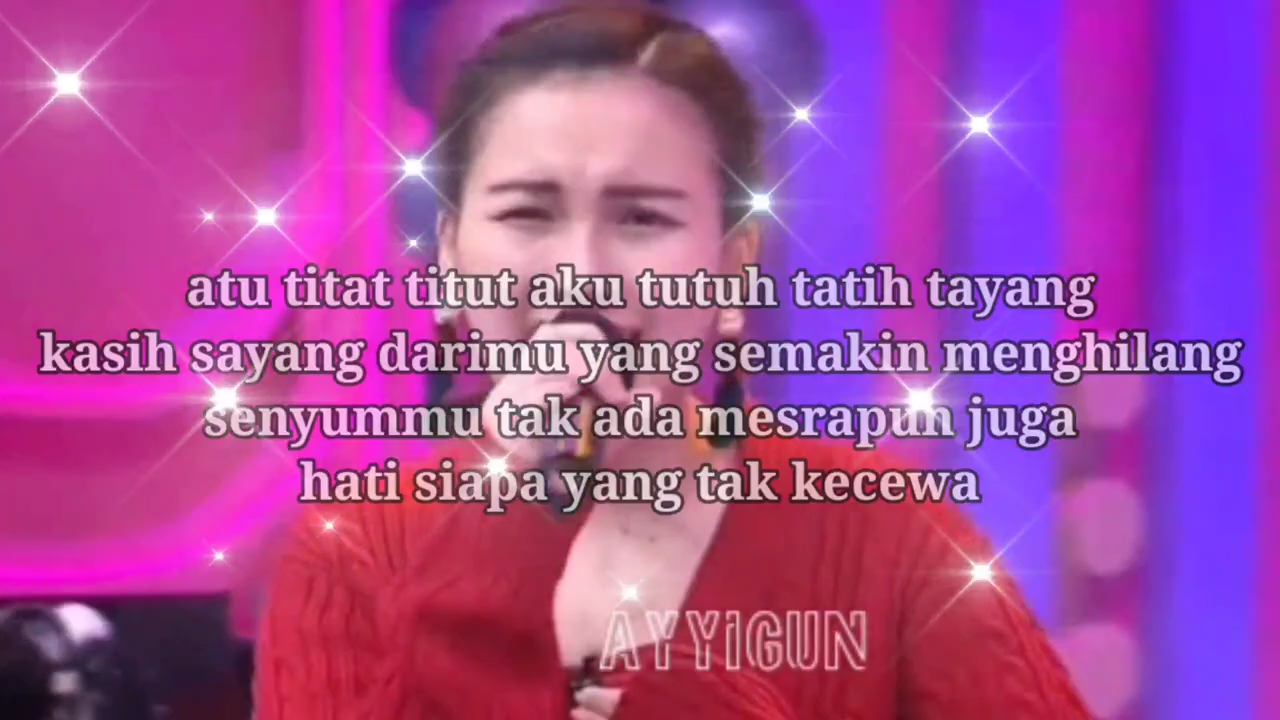 atu titat titut aku tutuh tatih tayang
kasih sayang darimu yang semakin menghilang
senyummu tak ada mesrapun juga
hati siapa yang tak kecewa
AYYiGUN